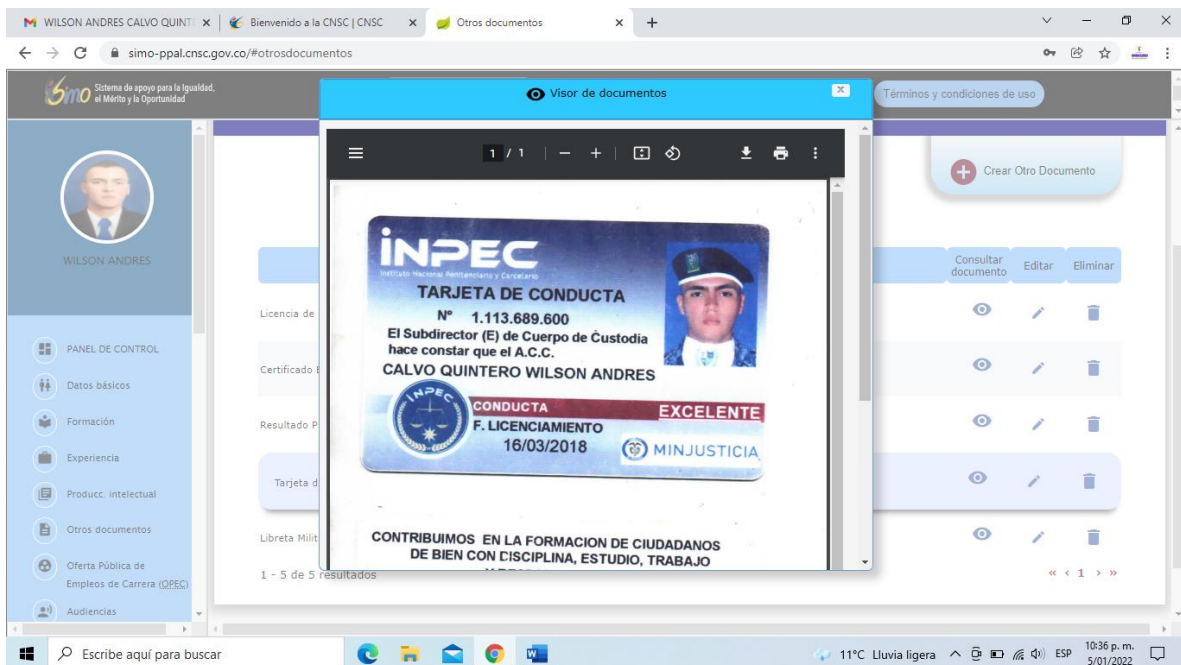 WILSON ANDRES CALVO QUINT
Bienvenido a la CNSC | CNSC
Otros documentos
simo-ppal.cnsc.gov.co/#otrosdocumentos
Simo
Sistema de apoyo para la Igualdad,
el Mérito y la Oportunidad
Visor de documentos
Términos y condiciones de uso
1 / 1
Crear Otro Documento
WILSON ANDRES
Consultar
documento
Editar
Eliminar
Licencia de
Certificado
Resultado P
Tarjeta d
Libreta Milit
1 - 5 de 5 resultados
« ‹ 1 › »
PANEL DE CONTROL
Datos básicos
Formación
Experiencia
Producc. intelectual
Otros documentos
Oferta Pública de
Empleos de Carrera (OPEC)
Audiencias
INPEC
Instituto Nacional Penitenciario y Carcelario
TARJETA DE CONDUCTA
Nº 1.113.689.600
El Subdirector (E) de Cuerpo de Custodia
hace constar que el A.C.C.
CALVO QUINTERO WILSON ANDRES
INPEC
CONDUCTA EXCELENTE
F. LICENCIAMIENTO
16/03/2018
MINJUSTICIA
CONTRIBUIMOS EN LA FORMACION DE CIUDADANOS
DE BIEN CON DISCIPLINA, ESTUDIO, TRABAJO
Escribe aquí para buscar
11°C Lluvia ligera
ESP
10:36 p. m.
5/01/2022